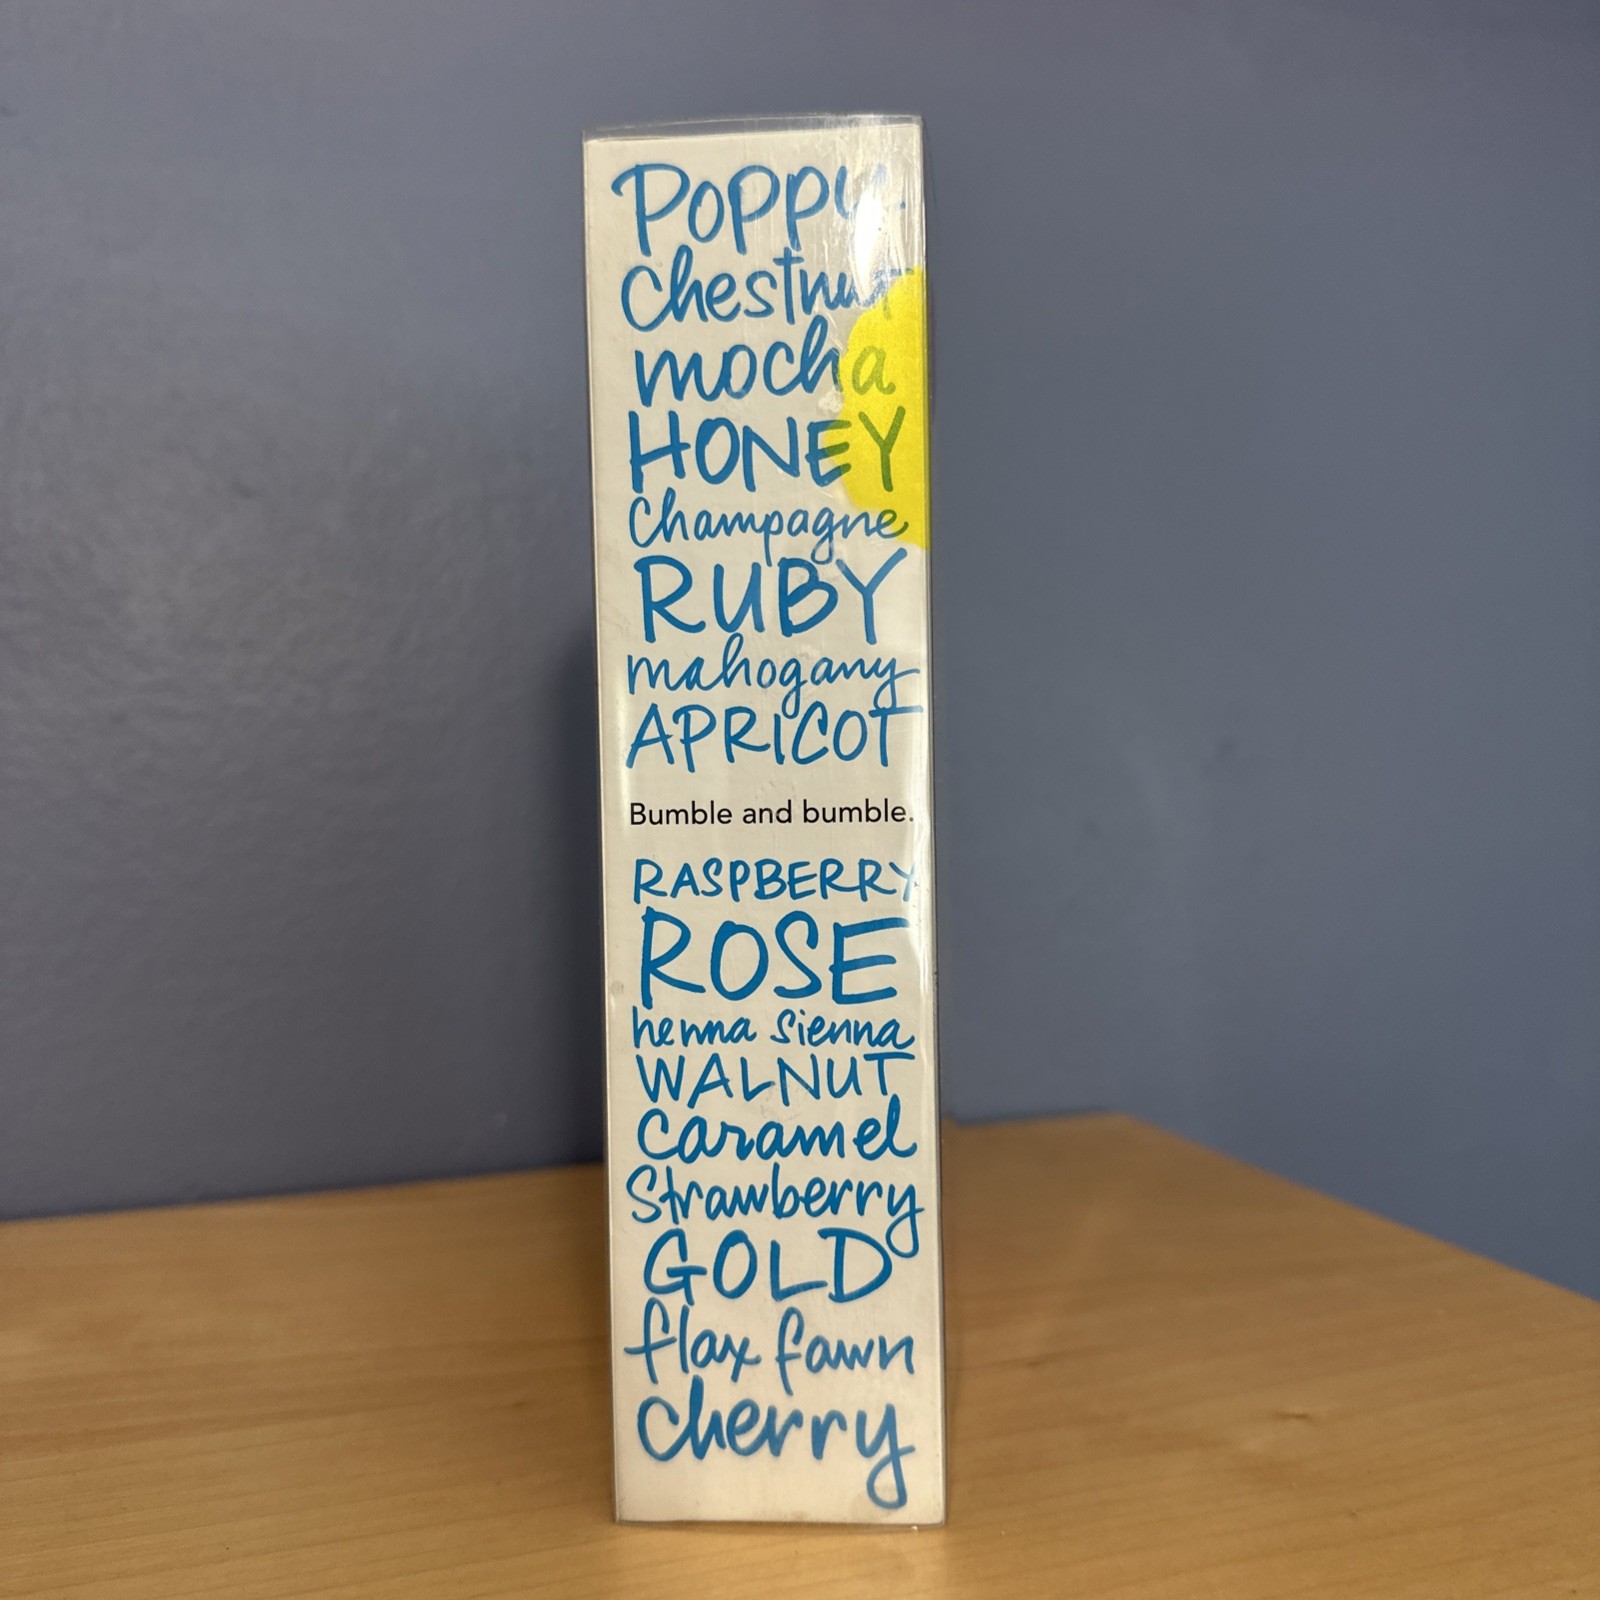 Poppy
chestnut
mocha
HONEY
Champagne
RUBY
mahogany
APRICOT
Bumble and bumble.
RASPBERRY
ROSE
henna sienna
WALNUT
Caramel
Strawberry
GOLD
flax fawn
cherry